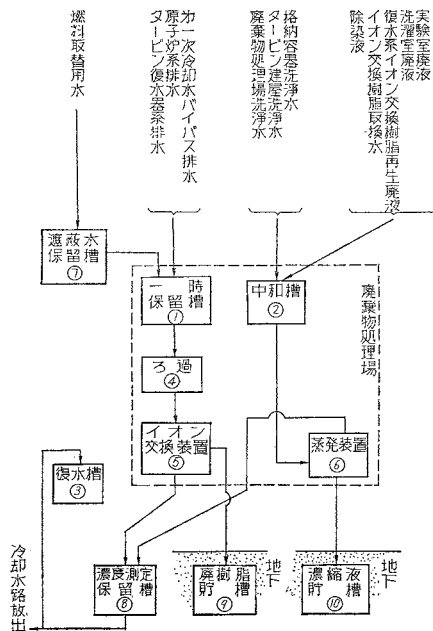 実験室廃液
洗濯室廃液
復水系イオン交換樹脂再生廃液
イオン交換樹脂取換水
除染液
格納容器洗浄水
タービン建屋洗浄水
廃棄物処理場洗浄水
第一次冷却水バイパス排水
原子炉系排水
タービン復水器系排水
燃料取替用水
遮蔽水
保留槽
⑦
一時
保留槽
①
中和槽
②
廃棄物処理場
ろ過
④
イオン
交換装置
⑤
蒸発装置
⑥
復水槽
③
濃度測定
保留槽
⑧
廃樹脂
貯槽
⑨
地下
濃縮液
貯槽
⑩
地下
冷却水路放出